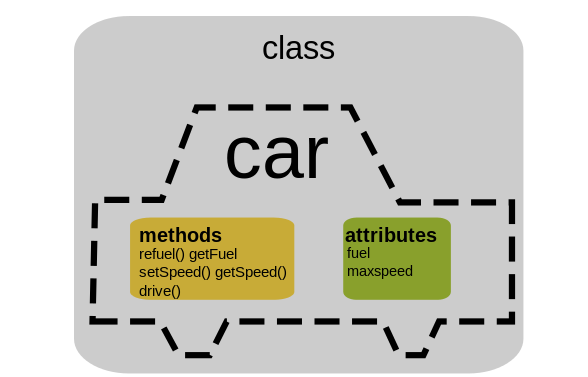 class
car
methods
refuel() getFuel
setSpeed() getSpeed()
drive()
attributes
fuel
maxspeed